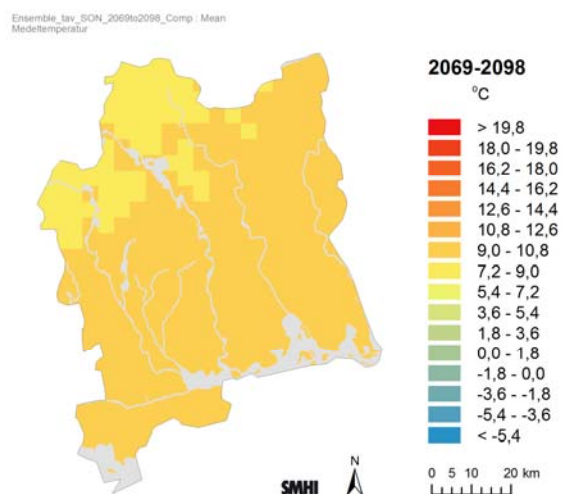 Ensemble_tav_SON_2069to2098_Comp : Mean
Medeltemperatur
2069-2098
°C
> 19,8
18,0 - 19,8
16,2 - 18,0
14,4 - 16,2
12,6 - 14,4
10,8 - 12,6
9,0 - 10,8
7,2 - 9,0
5,4 - 7,2
3,6 - 5,4
1,8 - 3,6
0,0 - 1,8
-1,8 - 0,0
-3,6 - -1,8
-5,4 - -3,6
< -5,4
SMHI
N
0 5 10 20 km